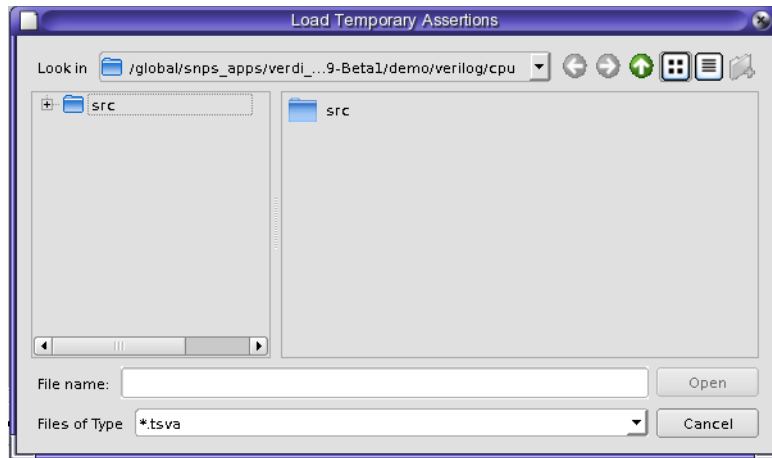 Load Temporary Assertions
Look in /global/snps_apps/verdi_...9-Beta1/demo/verilog/cpu
src
src
File name: Open
Files of Type *.tsva Cancel